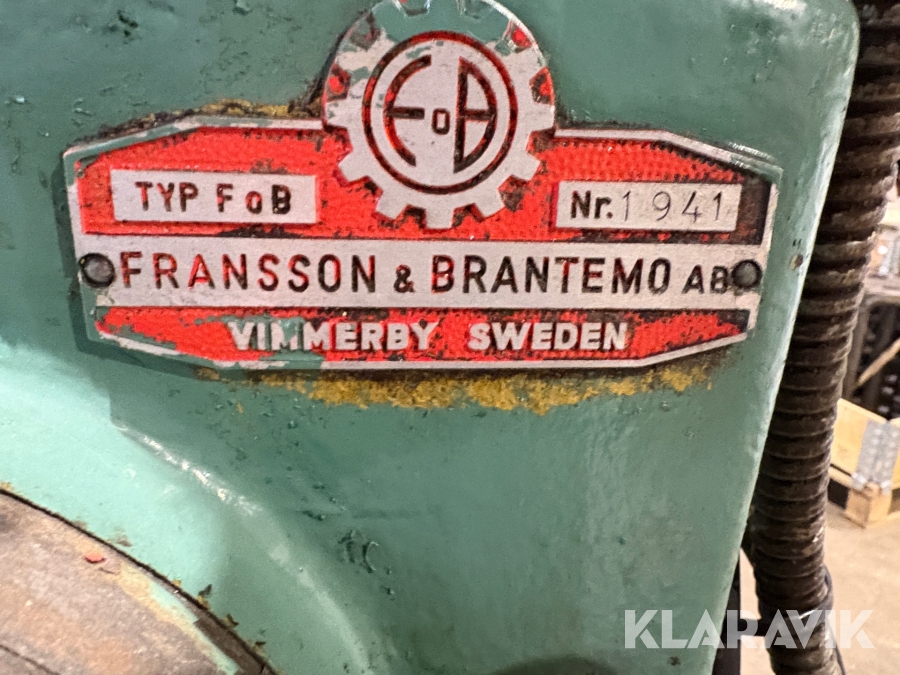 FoB
TYP FoB
Nr. 1941
FRANSSON & BRANTEMO AB
VIMMERBY SWEDEN
KLARAVIK